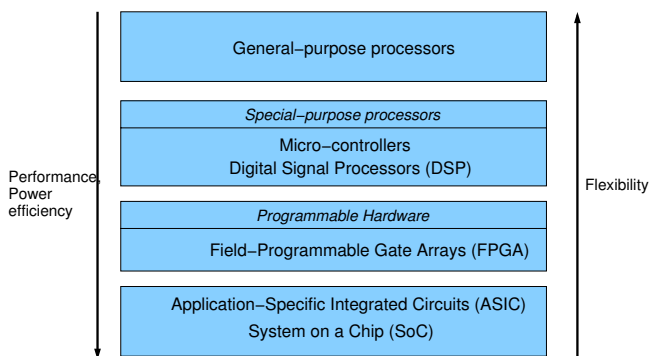 General−purpose processors
Special−purpose processors
Micro−controllers
Digital Signal Processors (DSP)
Performance,
Power
efficiency
Flexibility
Programmable Hardware
Field−Programmable Gate Arrays (FPGA)
Application−Specific Integrated Circuits (ASIC)
System on a Chip (SoC)